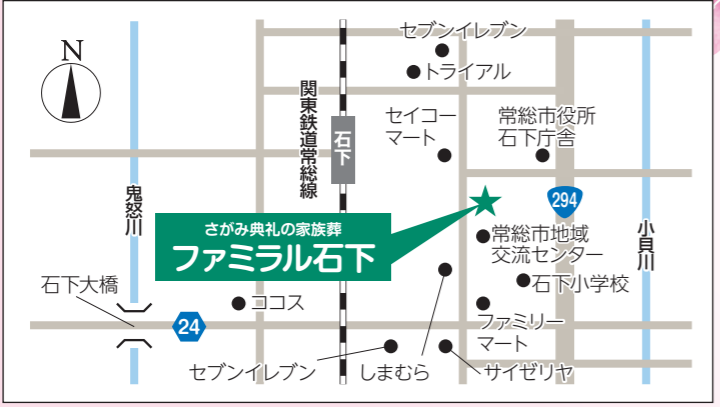 N
セブンイレブン
トライアル
関東鉄道常総線
石下
セイコー
マート
常総市役所
石下庁舎
鬼怒川
294
小貝川
さがみ典礼の家族葬
ファミラル石下
常総市地域
交流センター
石下小学校
石下大橋
ココス
24
ファミリー
マート
セブンイレブン
しまむら
サイゼリヤ